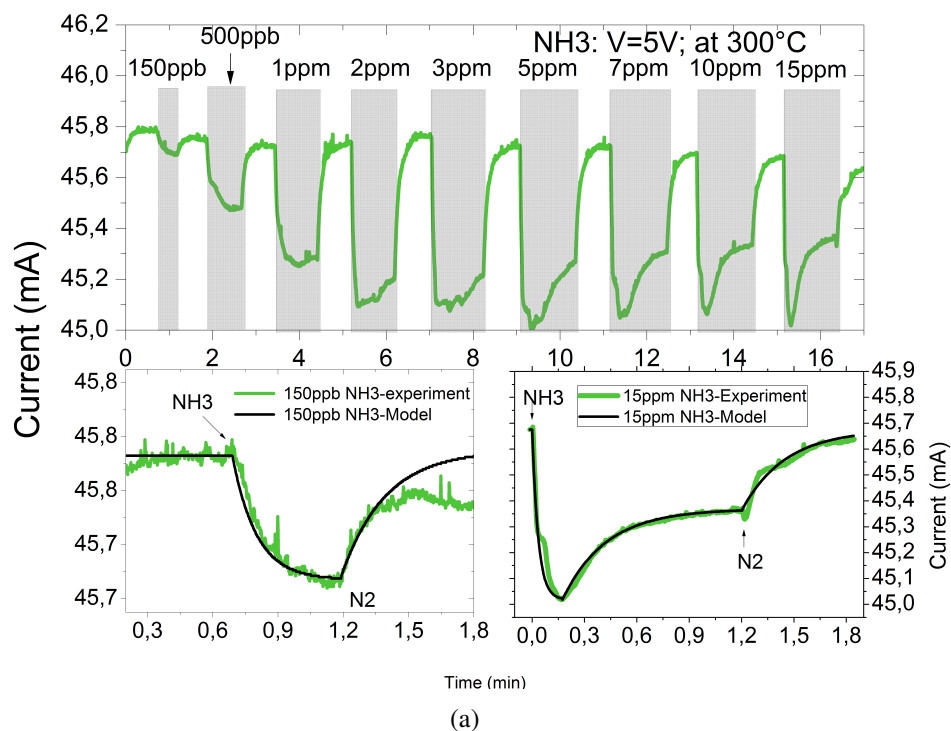 NH3: V=5V; at 300°C
500ppb
150ppb 1ppm 2ppm 3ppm 5ppm 7ppm 10ppm 15ppm
46,2
46,0
45,8
45,6
45,4
45,2
45,0
0 2 4 6 8 10 12 14 16
Current (mA)
150ppb NH3-experiment
150ppb NH3-Model
NH3
N2
45,8
45,8
45,8
45,7
45,7
0,3 0,6 0,9 1,2 1,5 1,8
NH3
15ppm NH3-Experiment
15ppm NH3-Model
N2
45,9
45,8
45,7
45,6
45,5
45,4
45,3
45,2
45,1
45,0
Current (mA)
0,0 0,3 0,6 0,9 1,2 1,5 1,8
Time (min)
(a)